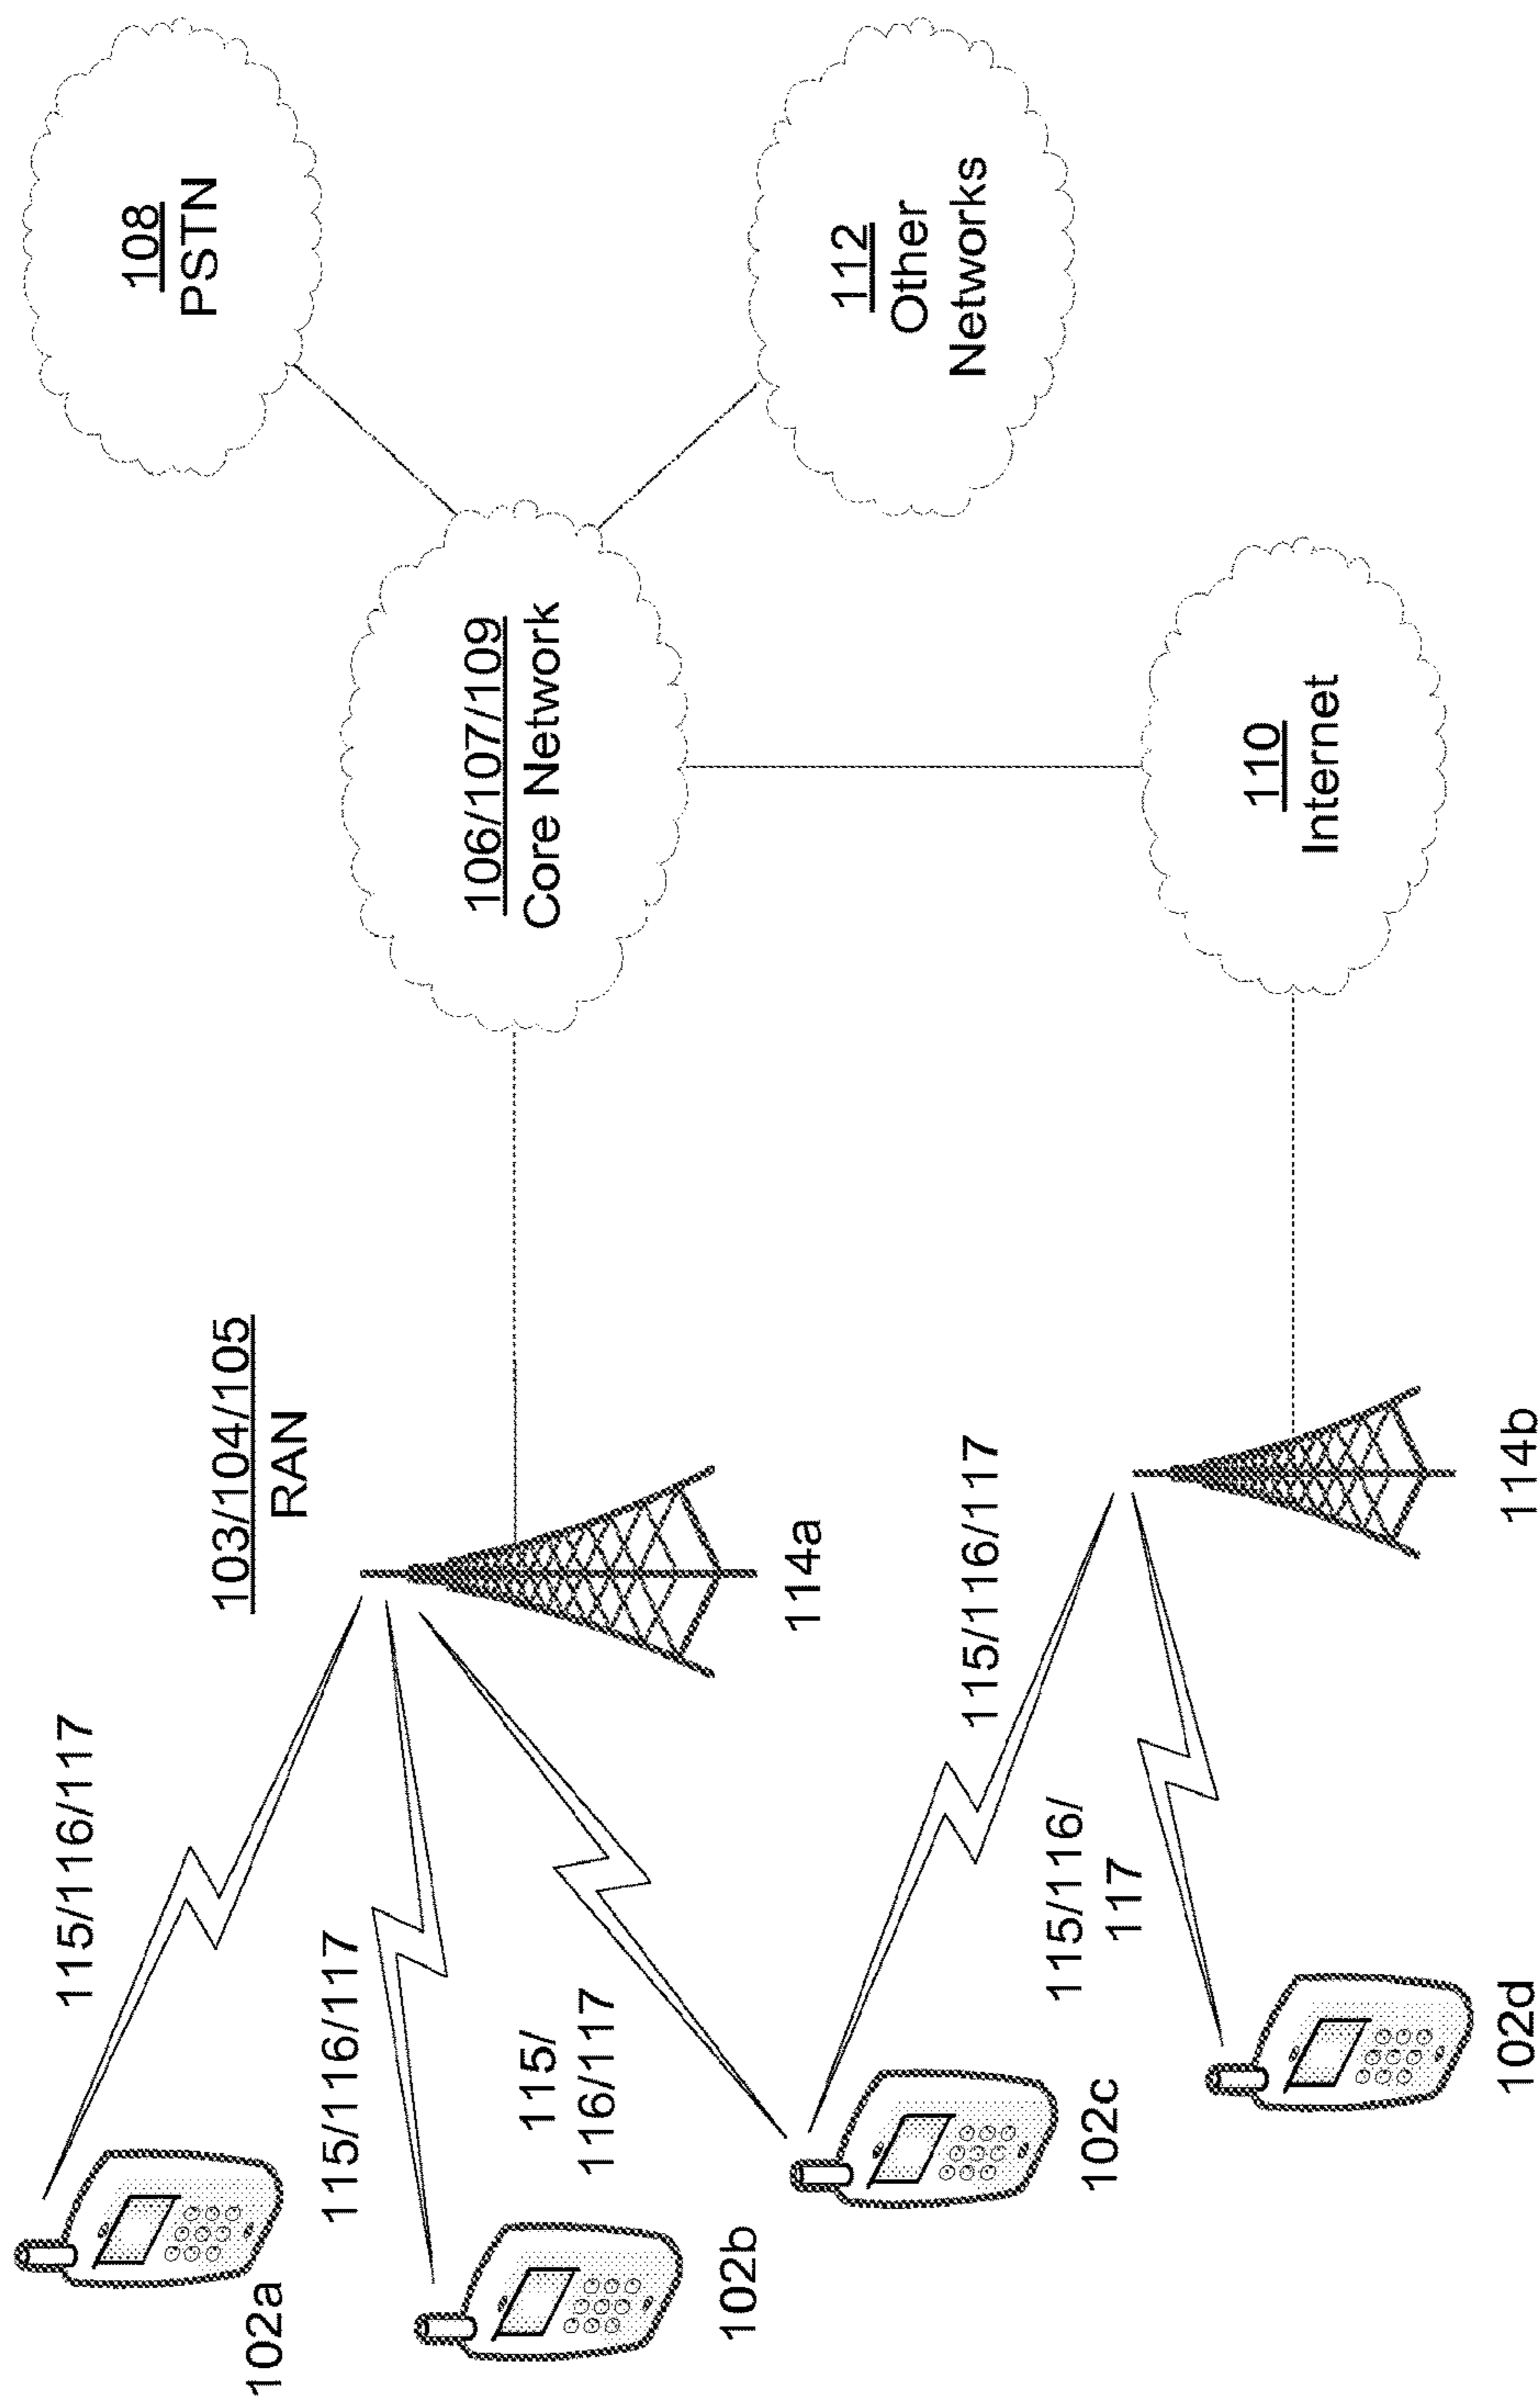 115/116/117
103/104/105
RAN
108
PSTN
102a
115/116/117
106/107/109
Core Network
115/
116/117
102b
114a
112
Other
Networks
115/116/117
102c
115/116/
117
110
Internet
102d
114b